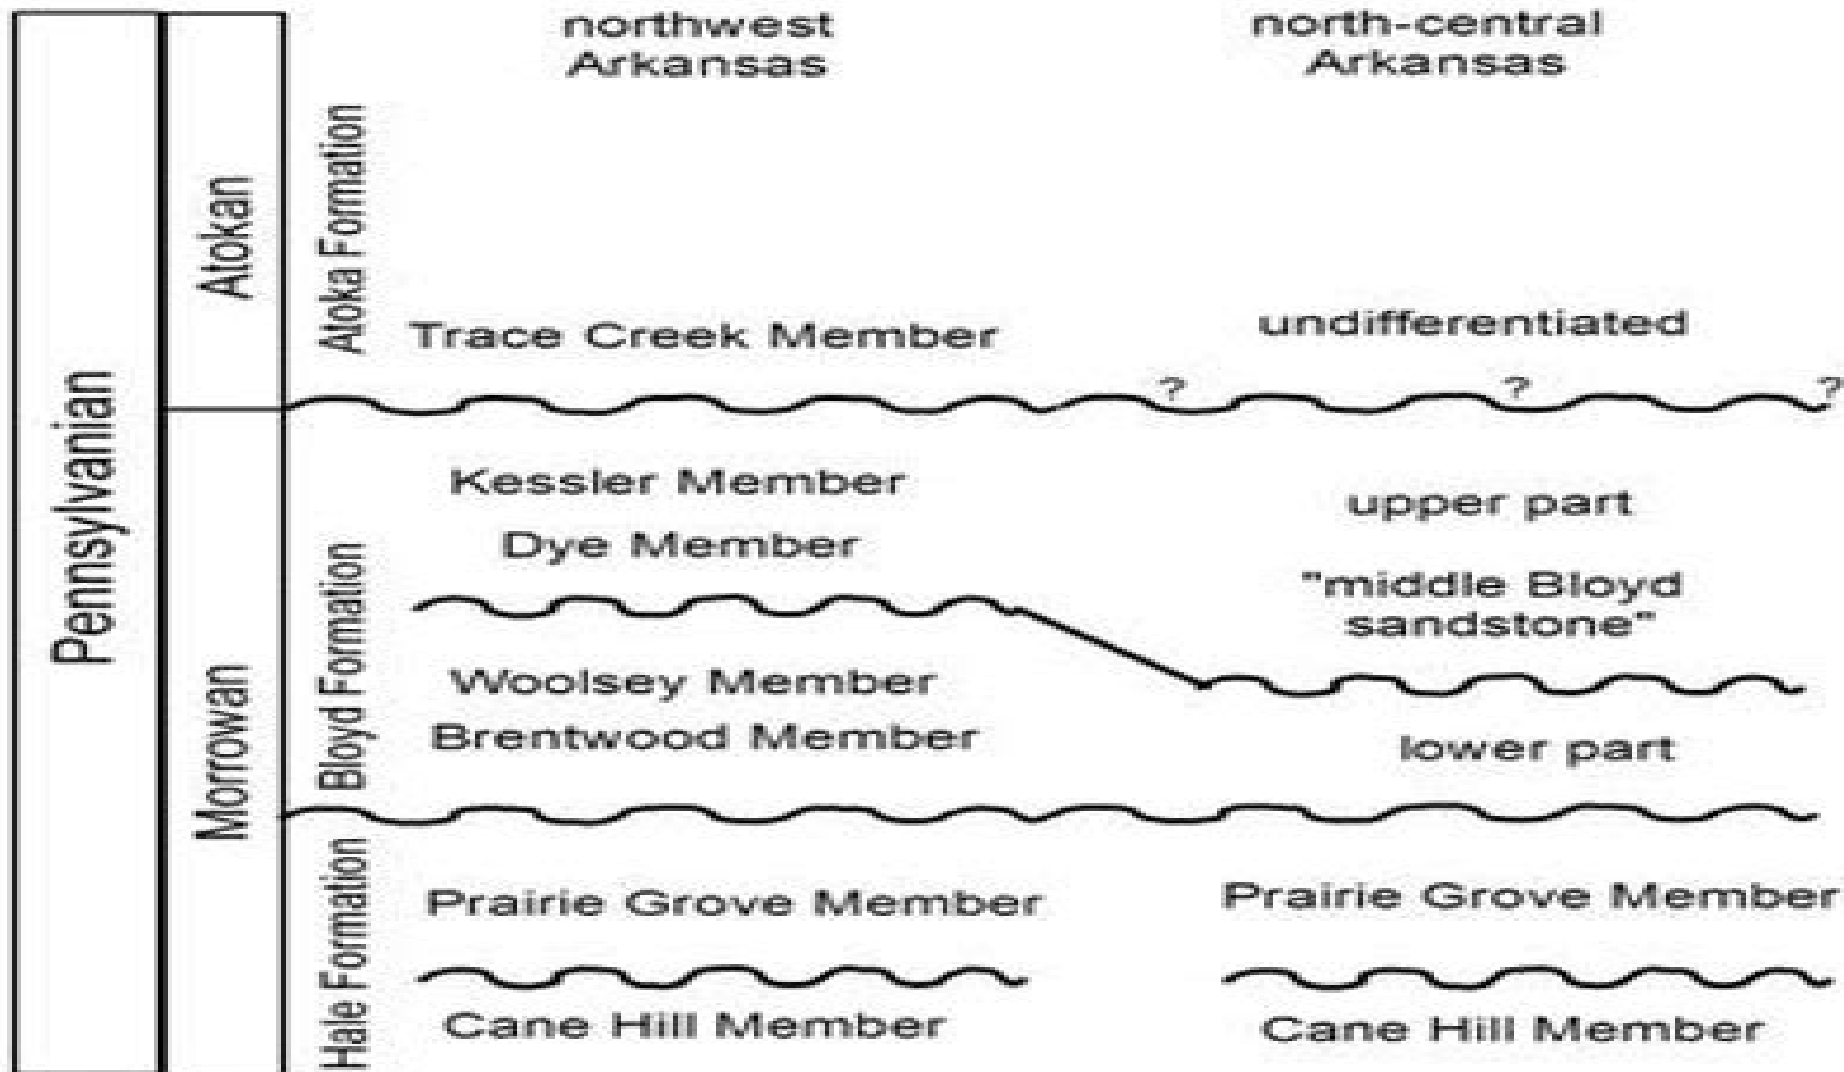 northwest
Arkansas
north-central
Arkansas
Pennsylvanian
Atokan
Atoka Formation
Trace Creek Member
undifferentiated
? ? ?
Morrowan
Bloyd Formation
Kessler Member
Dye Member
upper part
"middle Bloyd
sandstone"
Woolsey Member
Brentwood Member
lower part
Hale Formation
Prairie Grove Member
Prairie Grove Member
Cane Hill Member
Cane Hill Member